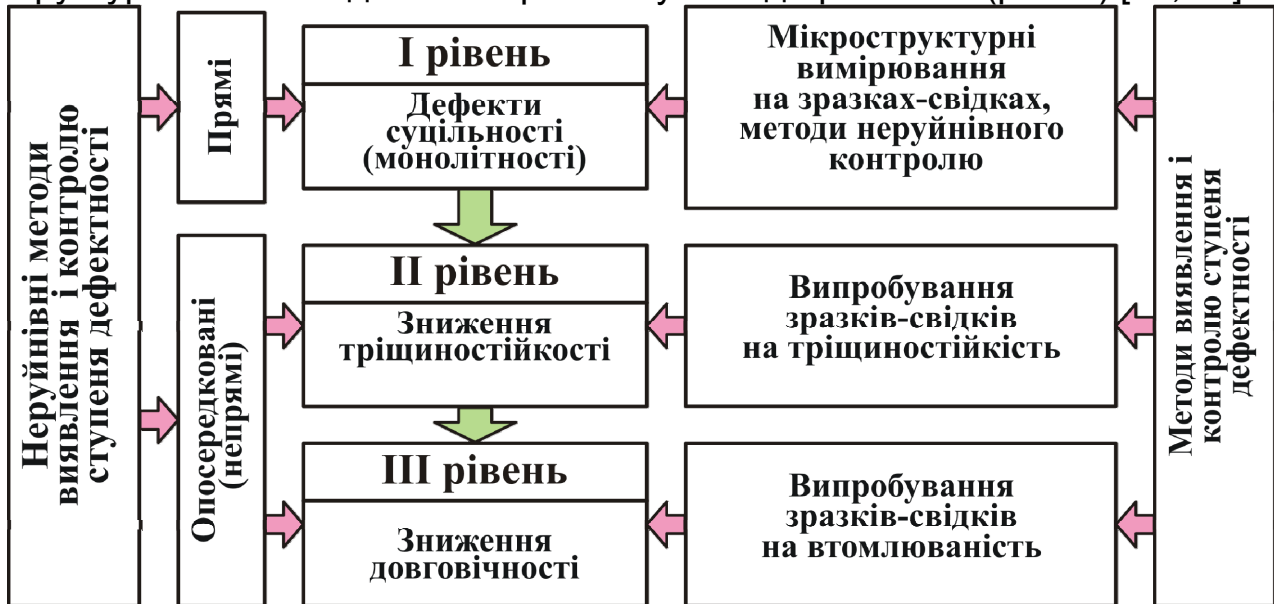 Неруйнівні методи
виявлення і контролю
ступеня дефектності
Прямі
Опосередковані
(непрямі)
І рівень
Дефекти
суцільності
(монолітності)
ІІ рівень
Зниження
тріщиностійкості
ІІІ рівень
Зниження
довговічності
Мікроструктурні
вимірювання
на зразках-свідках,
методи неруйнівного
контролю
Випробування
зразків-свідків
на тріщиностійкість
Випробування
зразків-свідків
на втомлюваність
Методи виявлення і
контролю ступеня
дефектності